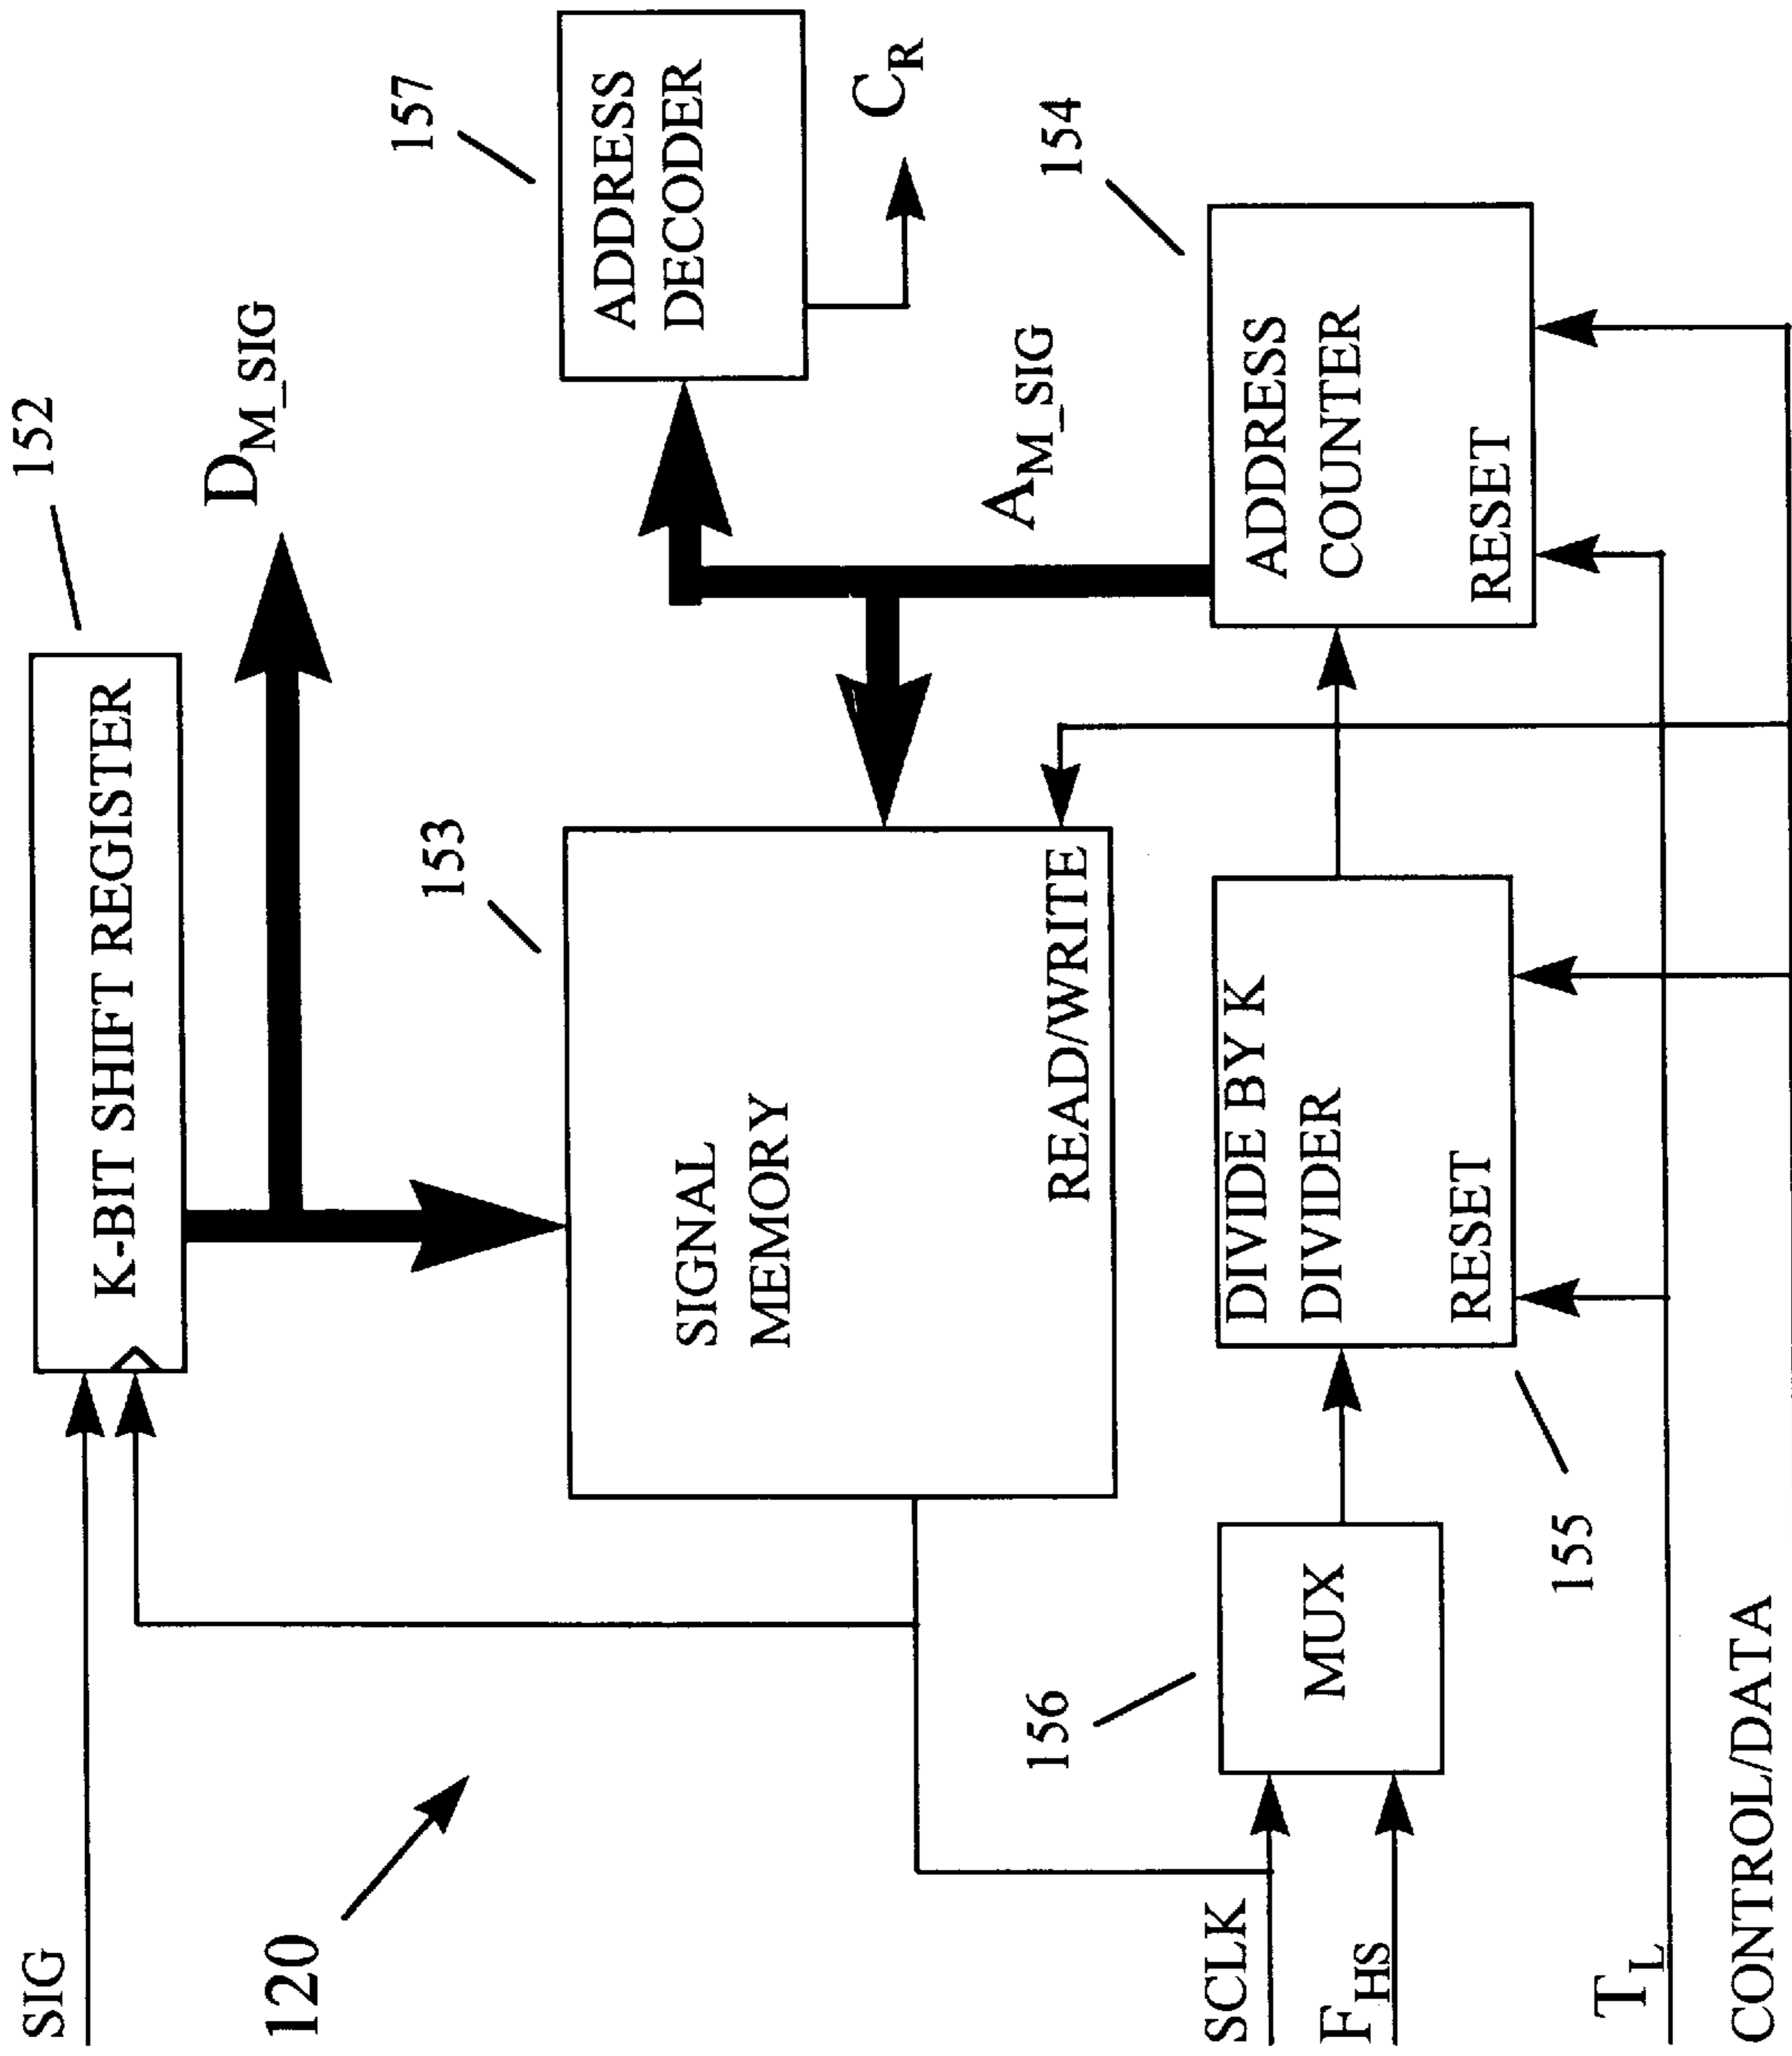 SIG
152
K-BIT SHIFT REGISTER
D_M_SIG
120
153
SIGNAL
MEMORY
READ/WRITE
157
ADDRESS
DECODER
C_R
A_M_SIG
154
ADDRESS
COUNTER
RESET
156
MUX
DIVIDE BY K
DIVIDER
RESET
155
SCLK
F_HS
T_L
CONTROL/DATA